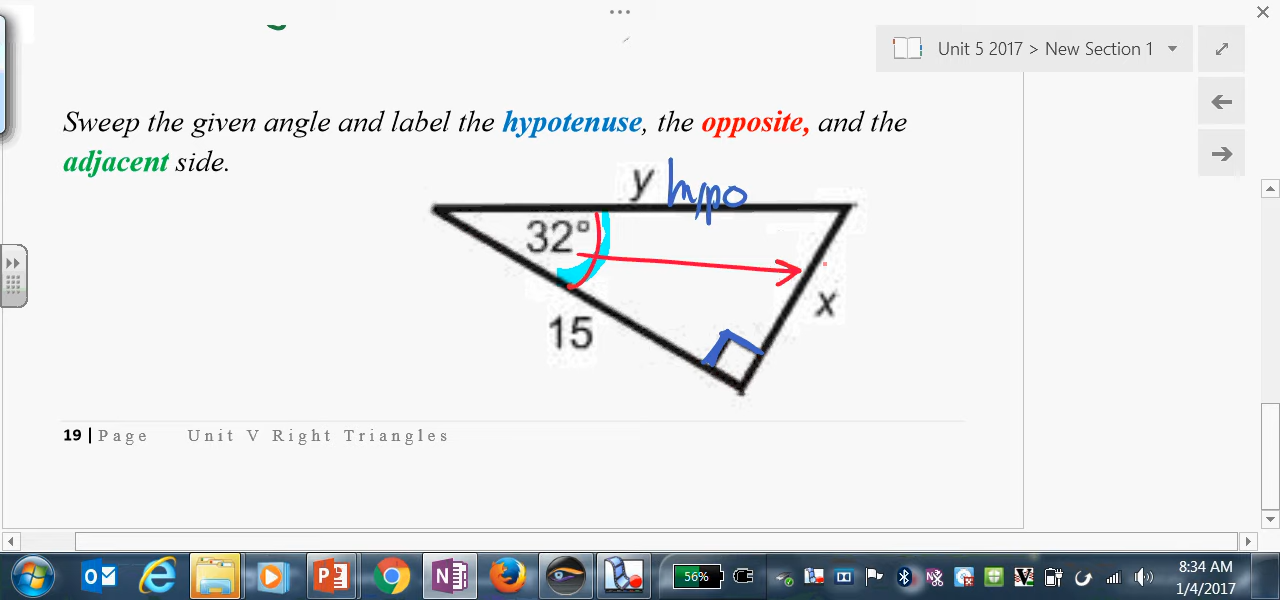 Unit 5 2017 > New Section 1
Sweep the given angle and label the hypotenuse, the opposite, and the
adjacent side.
y hypo
32°
x
15
19 | Page Unit V Right Triangles
56%
8:34 AM
1/4/2017